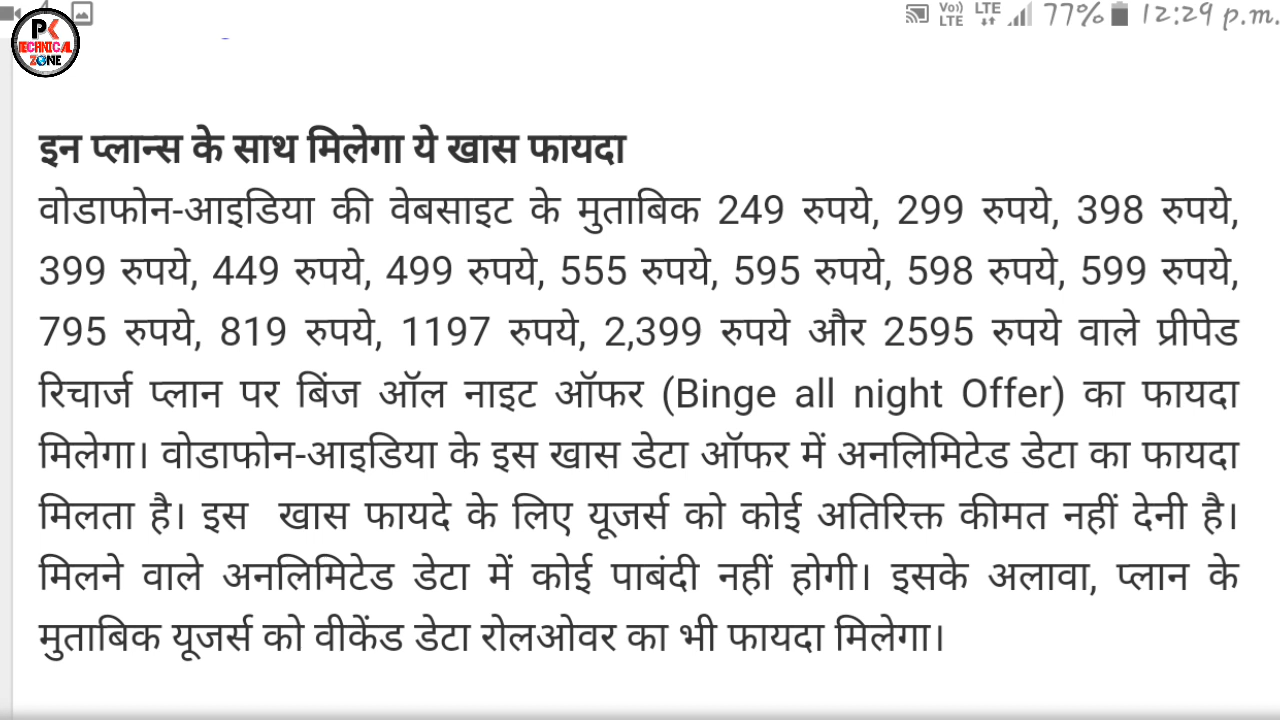 Vo)) LTE LTE 77% 12:29 p.m.
PK
TECHNICAL
ZONE
इन प्लान्स के साथ मिलेगा ये खास फायदा
वोडाफोन-आइडिया की वेबसाइट के मुताबिक 249 रुपये, 299 रुपये, 398 रुपये,
399 रुपये, 449 रुपये, 499 रुपये, 555 रुपये, 595 रुपये, 598 रुपये, 599 रुपये,
795 रुपये, 819 रुपये, 1197 रुपये, 2,399 रुपये और 2595 रुपये वाले प्रीपेड
रिचार्ज प्लान पर बिंज ऑल नाइट ऑफर (Binge all night Offer) का फायदा
मिलेगा। वोडाफोन-आइडिया के इस खास डेटा ऑफर में अनलिमिटेड डेटा का फायदा
मिलता है। इस खास फायदे के लिए यूजर्स को कोई अतिरिक्त कीमत नहीं देनी है।
मिलने वाले अनलिमिटेड डेटा में कोई पाबंदी नहीं होगी। इसके अलावा, प्लान के
मुताबिक यूजर्स को वीकेंड डेटा रोलओवर का भी फायदा मिलेगा।